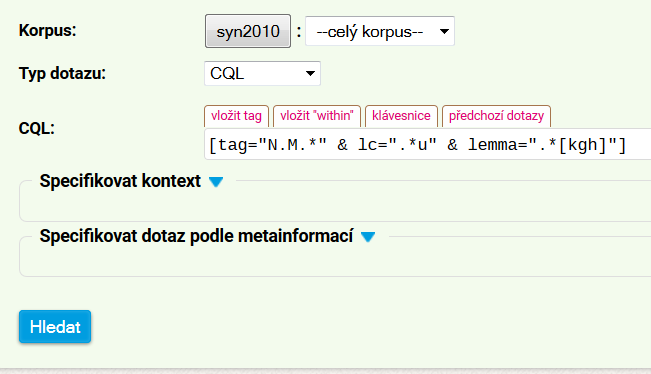 Korpus: syn2010 : --celý korpus--
Typ dotazu: CQL
vložit tag vložit "within" klávesnice předchozí dotazy
CQL: [tag="N.M.*" & lc=".*u" & lemma=".*[kgh]"]
Specifikovat kontext
Specifikovat dotaz podle metainformací
Hledat